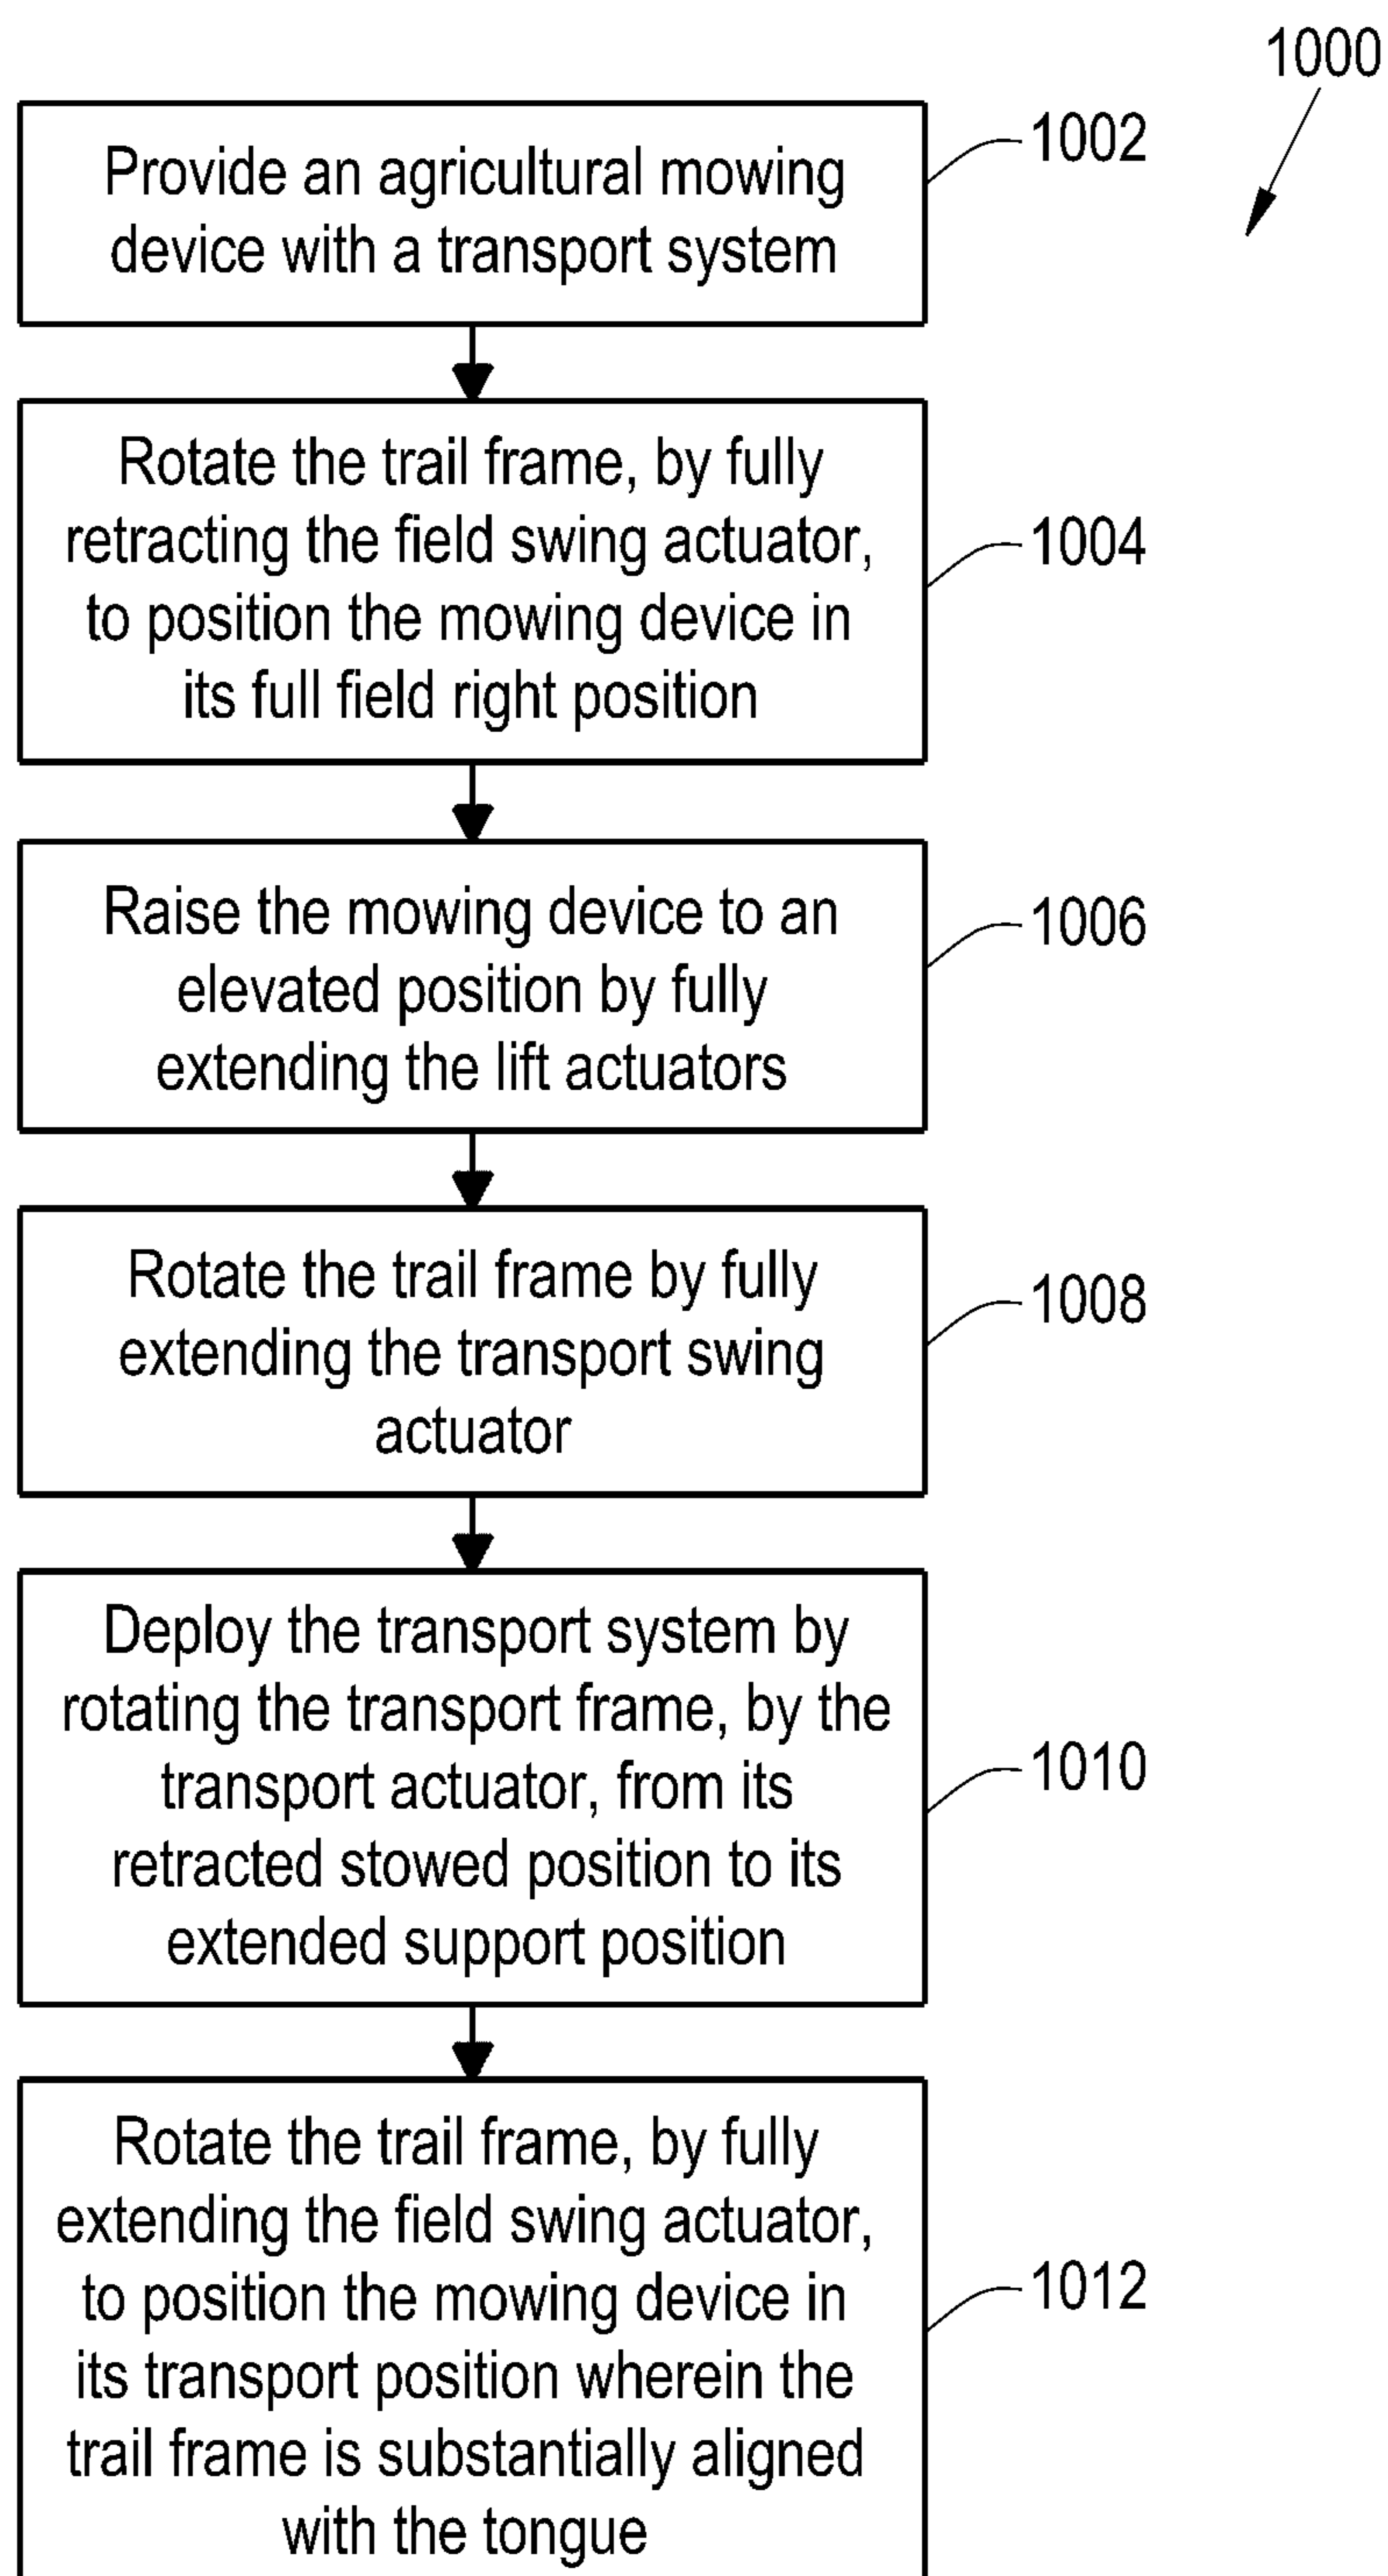 1000
Provide an agricultural mowing
device with a transport system
1002
Rotate the trail frame, by fully
retracting the field swing actuator,
to position the mowing device in
its full field right position
1004
Raise the mowing device to an
elevated position by fully
extending the lift actuators
1006
Rotate the trail frame by fully
extending the transport swing
actuator
1008
Deploy the transport system by
rotating the transport frame, by the
transport actuator, from its
retracted stowed position to its
extended support position
1010
Rotate the trail frame, by fully
extending the field swing actuator,
to position the mowing device in
its transport position wherein the
trail frame is substantially aligned
with the tongue
1012